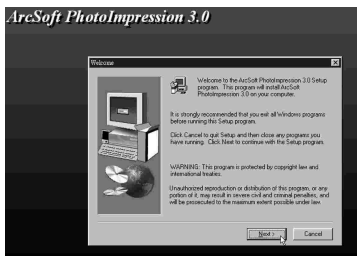 ArcSoft PhotoImpression 3.0
Welcome
Welcome to the ArcSoft PhotoImpression 3.0 Setup
program. This program will install ArcSoft
PhotoImpression 3.0 on your computer.
It is strongly recommended that you exit all Windows programs
before running this Setup program.
Click Cancel to quit Setup and then close any programs you
have running. Click Next to continue with the Setup program.
WARNING: This program is protected by copyright law and
international treaties.
Unauthorized reproduction or distribution of this program, or any
portion of it, may result in severe civil and criminal penalties, and
will be prosecuted to the maximum extent possible under law.
Next >
Cancel